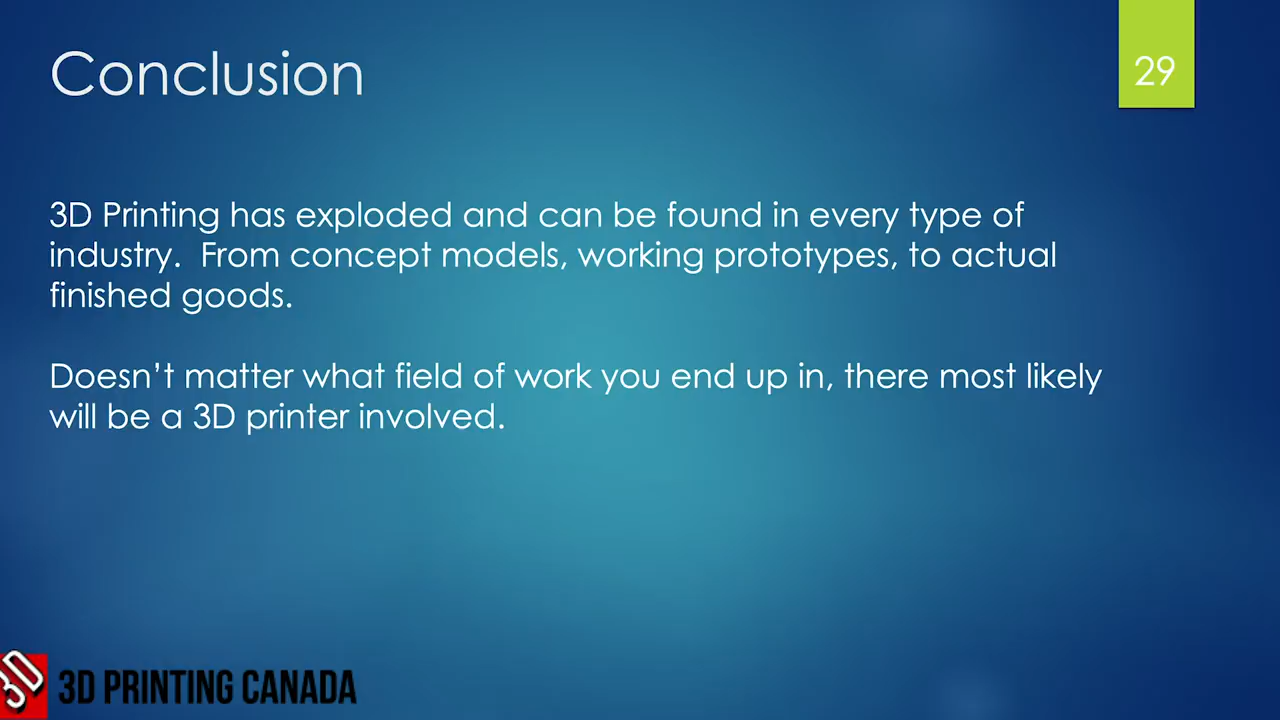 Conclusion
29
3D Printing has exploded and can be found in every type of
industry.  From concept models, working prototypes, to actual
finished goods.
Doesn’t matter what field of work you end up in, there most likely
will be a 3D printer involved.
3D
3D PRINTING CANADA